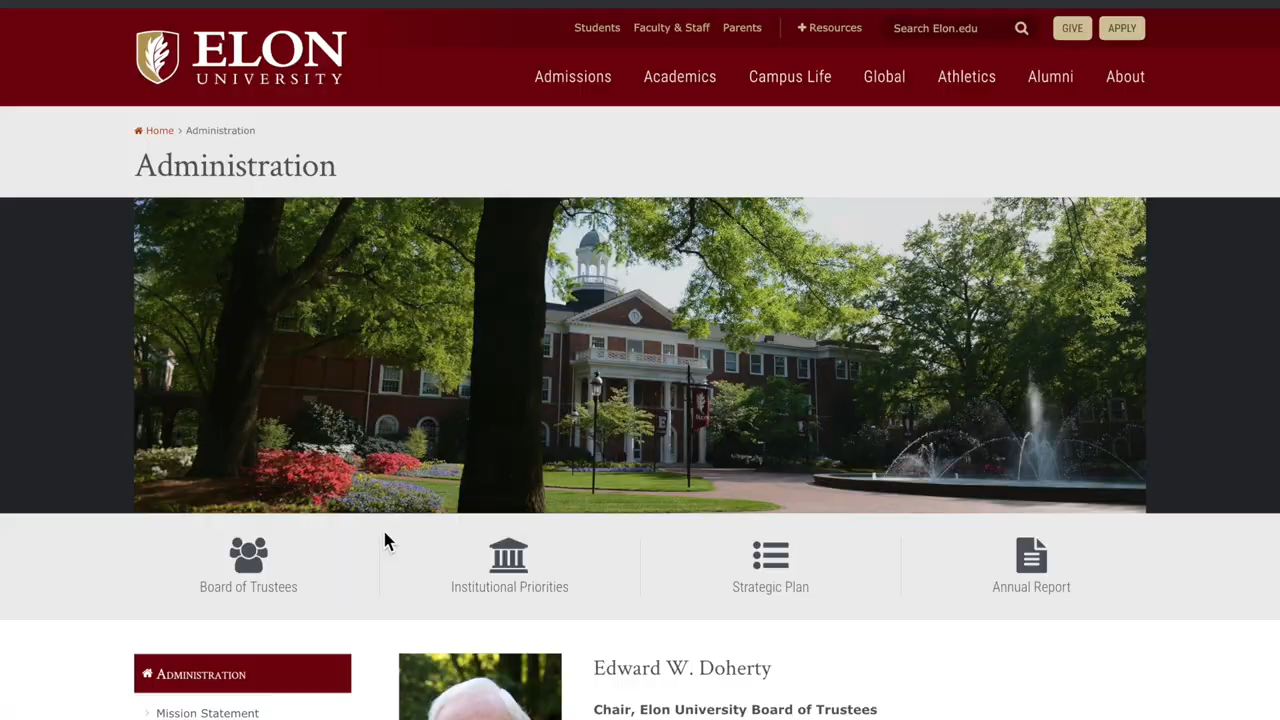 Students Faculty & Staff Parents Resources Search Elon.edu GIVE APPLY
ELON
UNIVERSITY
Admissions Academics Campus Life Global Athletics Alumni About
Home > Administration
Administration
Board of Trustees Institutional Priorities Strategic Plan Annual Report
Administration
Mission Statement
Edward W. Doherty
Chair, Elon University Board of Trustees